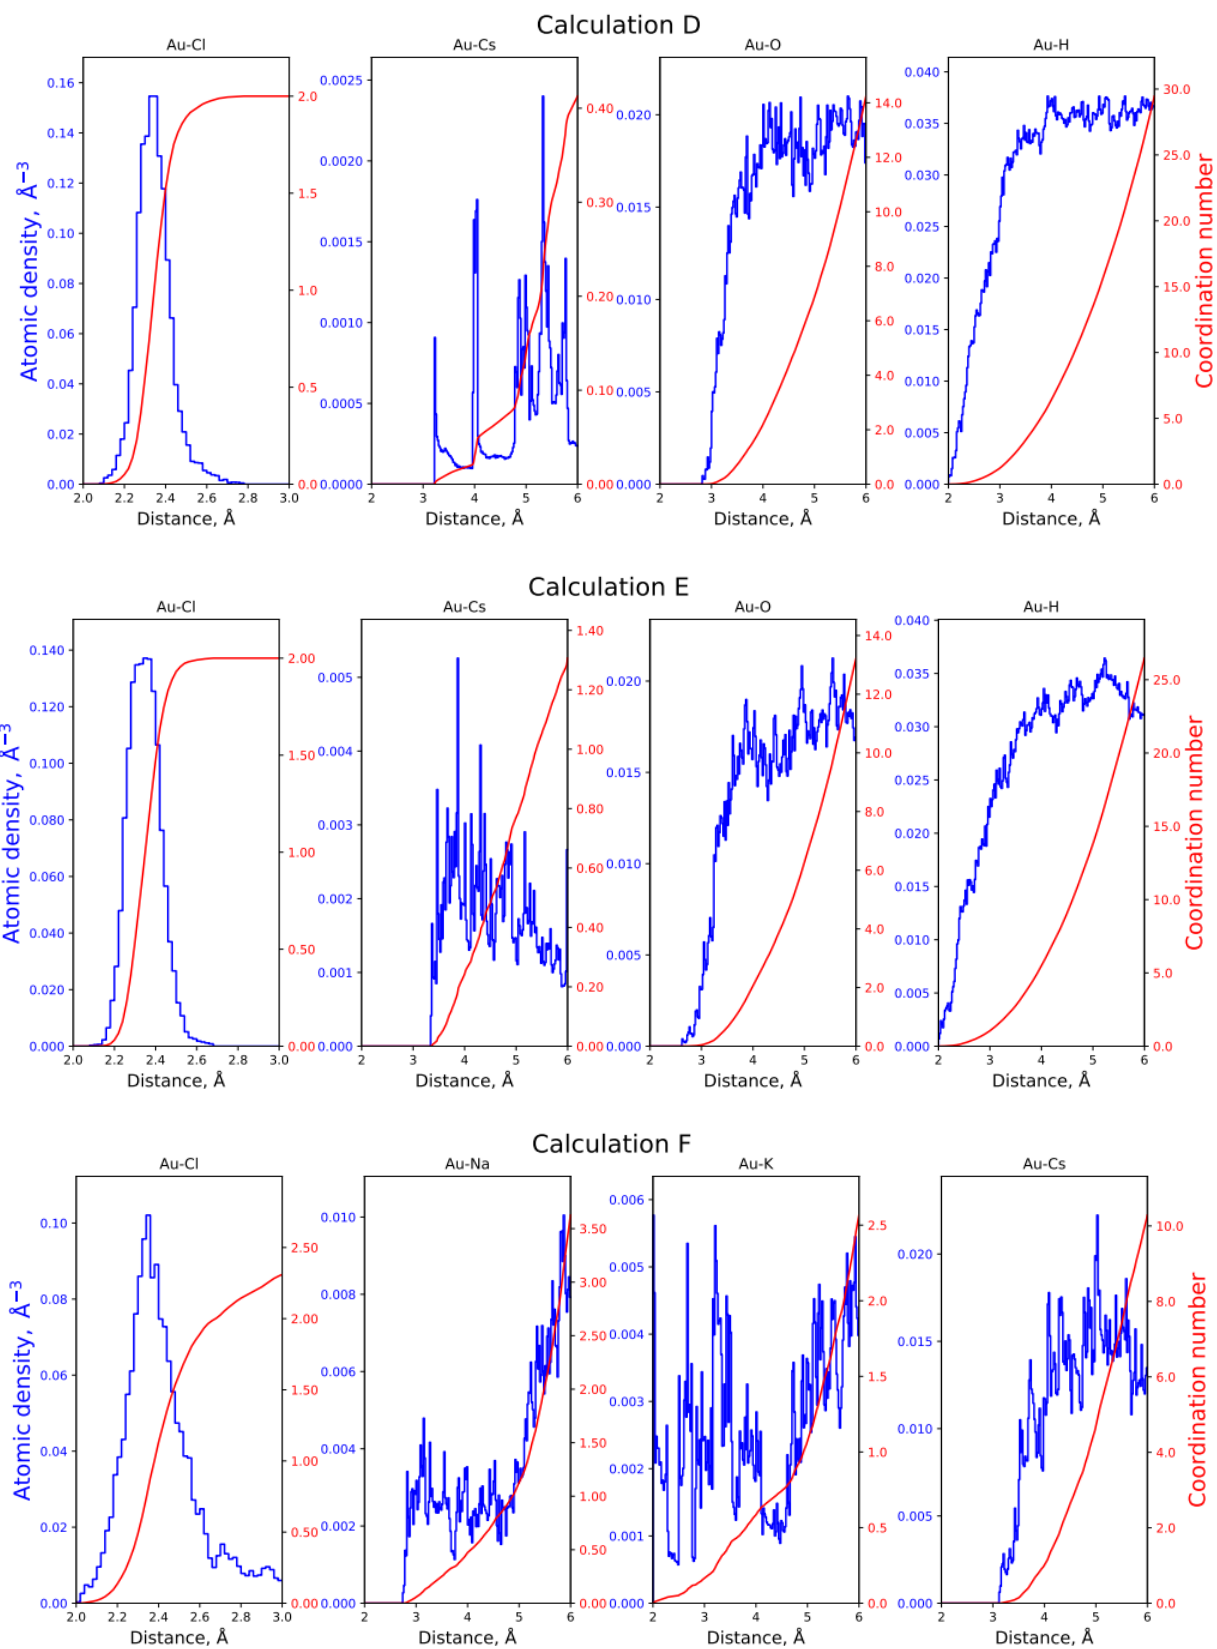 Calculation D
Au-Cl Au-Cs Au-O Au-H
0.16 0.14 0.12 0.10 0.08 0.06 0.04 0.02 0.00
2.0 1.5 1.0 0.5 0.0
0.0025 0.0020 0.0015 0.0010 0.0005 0.0000
0.40 0.30 0.20 0.10 0.00
0.020 0.015 0.010 0.005 0.000
14.0 12.0 10.0 8.0 6.0 4.0 2.0 0.0
0.040 0.035 0.030 0.025 0.020 0.015 0.010 0.005 0.000
30.0 25.0 20.0 15.0 10.0 5.0 0.0
Atomic density, Å⁻³
Coordination number
2.0 2.2 2.4 2.6 2.8 3.0 2 3 4 5 6 2 3 4 5 6 2 3 4 5 6
Distance, Å Distance, Å Distance, Å Distance, Å
Calculation E
Au-Cl Au-Cs Au-O Au-H
0.140 0.120 0.100 0.080 0.060 0.040 0.020 0.000
2.00 1.50 1.00 0.50 0.00
0.005 0.004 0.003 0.002 0.001 0.000
1.40 1.20 1.00 0.80 0.60 0.40 0.20 0.00
0.020 0.015 0.010 0.005 0.000
14.0 12.0 10.0 8.0 6.0 4.0 2.0 0.0
0.040 0.035 0.030 0.025 0.020 0.015 0.010 0.005 0.000
25.0 20.0 15.0 10.0 5.0 0.0
Atomic density, Å⁻³
Coordination number
2.0 2.2 2.4 2.6 2.8 3.0 2 3 4 5 6 2 3 4 5 6 2 3 4 5 6
Distance, Å Distance, Å Distance, Å Distance, Å
Calculation F
Au-Cl Au-Na Au-K Au-Cs
0.10 0.08 0.06 0.04 0.02 0.00
2.50 2.00 1.50 1.00 0.50 0.00
0.010 0.008 0.006 0.004 0.002 0.000
3.50 3.00 2.50 2.00 1.50 1.00 0.50 0.00
0.006 0.005 0.004 0.003 0.002 0.001 0.000
2.5 2.0 1.5 1.0 0.5 0.0
0.020 0.015 0.010 0.005 0.000
10.0 8.0 6.0 4.0 2.0 0.0
Atomic density, Å⁻³
Coordination number
2.0 2.2 2.4 2.6 2.8 3.0 2 3 4 5 6 2 3 4 5 6 2 3 4 5 6
Distance, Å Distance, Å Distance, Å Distance, Å